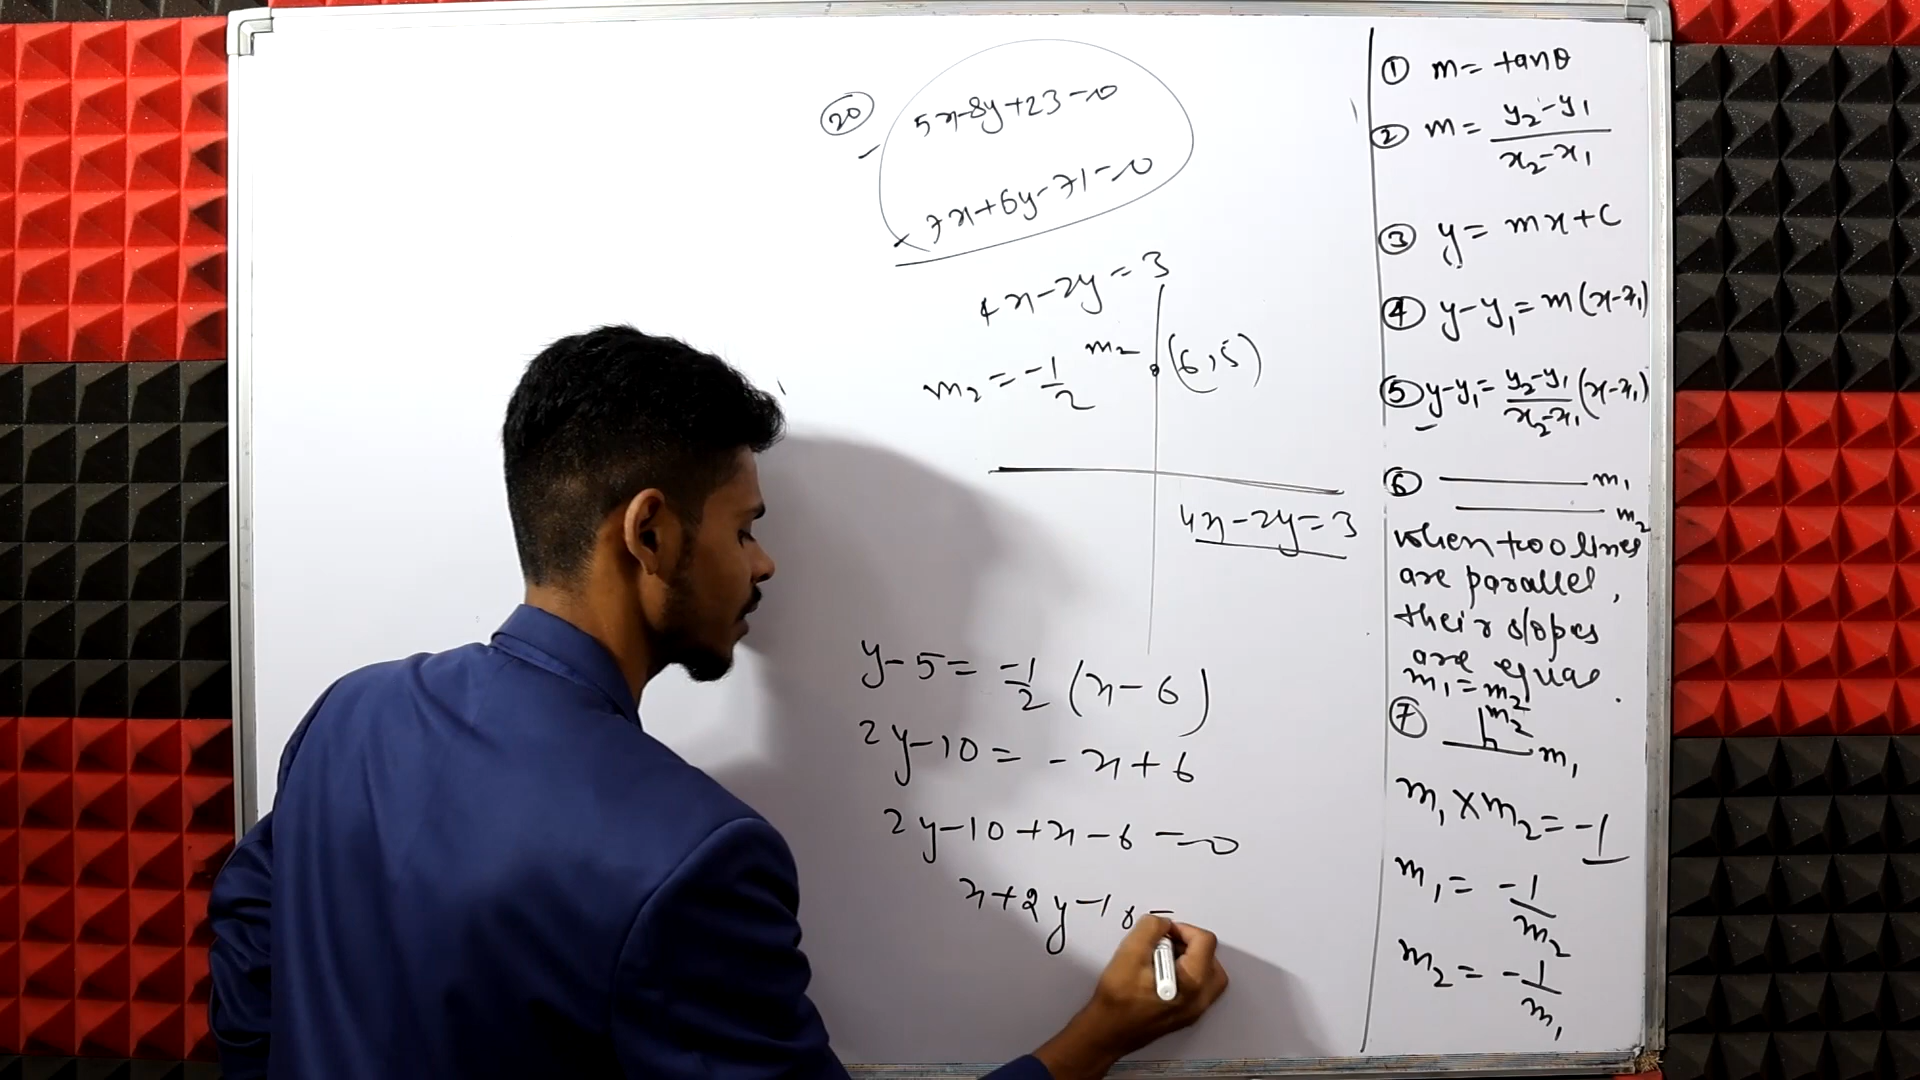 20
5x-8y+23=0
7x+6y-71=0
4x-2y=3
m₂ = -1/2
m₂
(6,5)
4x-2y=3
y-5= -1/2 (x-6)
2y-10= -x+6
2y-10+x-6=0
x+2y-1
① m= tanθ
② m= y₂-y₁/x₂-x₁
③ y= mx+c
④ y-y₁=m(x-x₁)
⑤ y-y₁= y₂-y₁/x₂-x₁ (x-x₁)
⑥ m₁
m₂
when two lines
are parallel,
their slopes
are equal.
m₁=m₂
⑦ m₂
m₁
m₁×m₂=-1
m₁= -1/m₂
m₂= -1/m₁